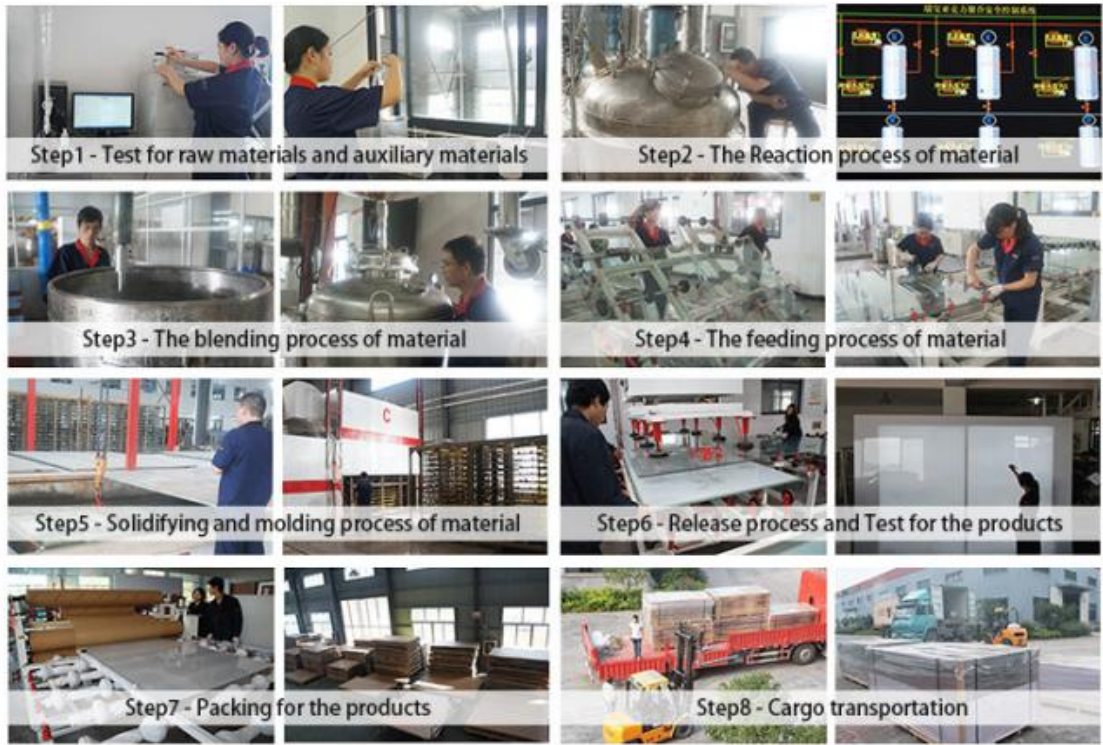 Step1 - Test for raw materials and auxiliary materials
Step2 - The Reaction process of material
Step3 - The blending process of material
Step4 - The feeding process of material
Step5 - Solidifying and molding process of material
C
Step6 - Release process and Test for the products
Step7 - Packing for the products
Step8 - Cargo transportation